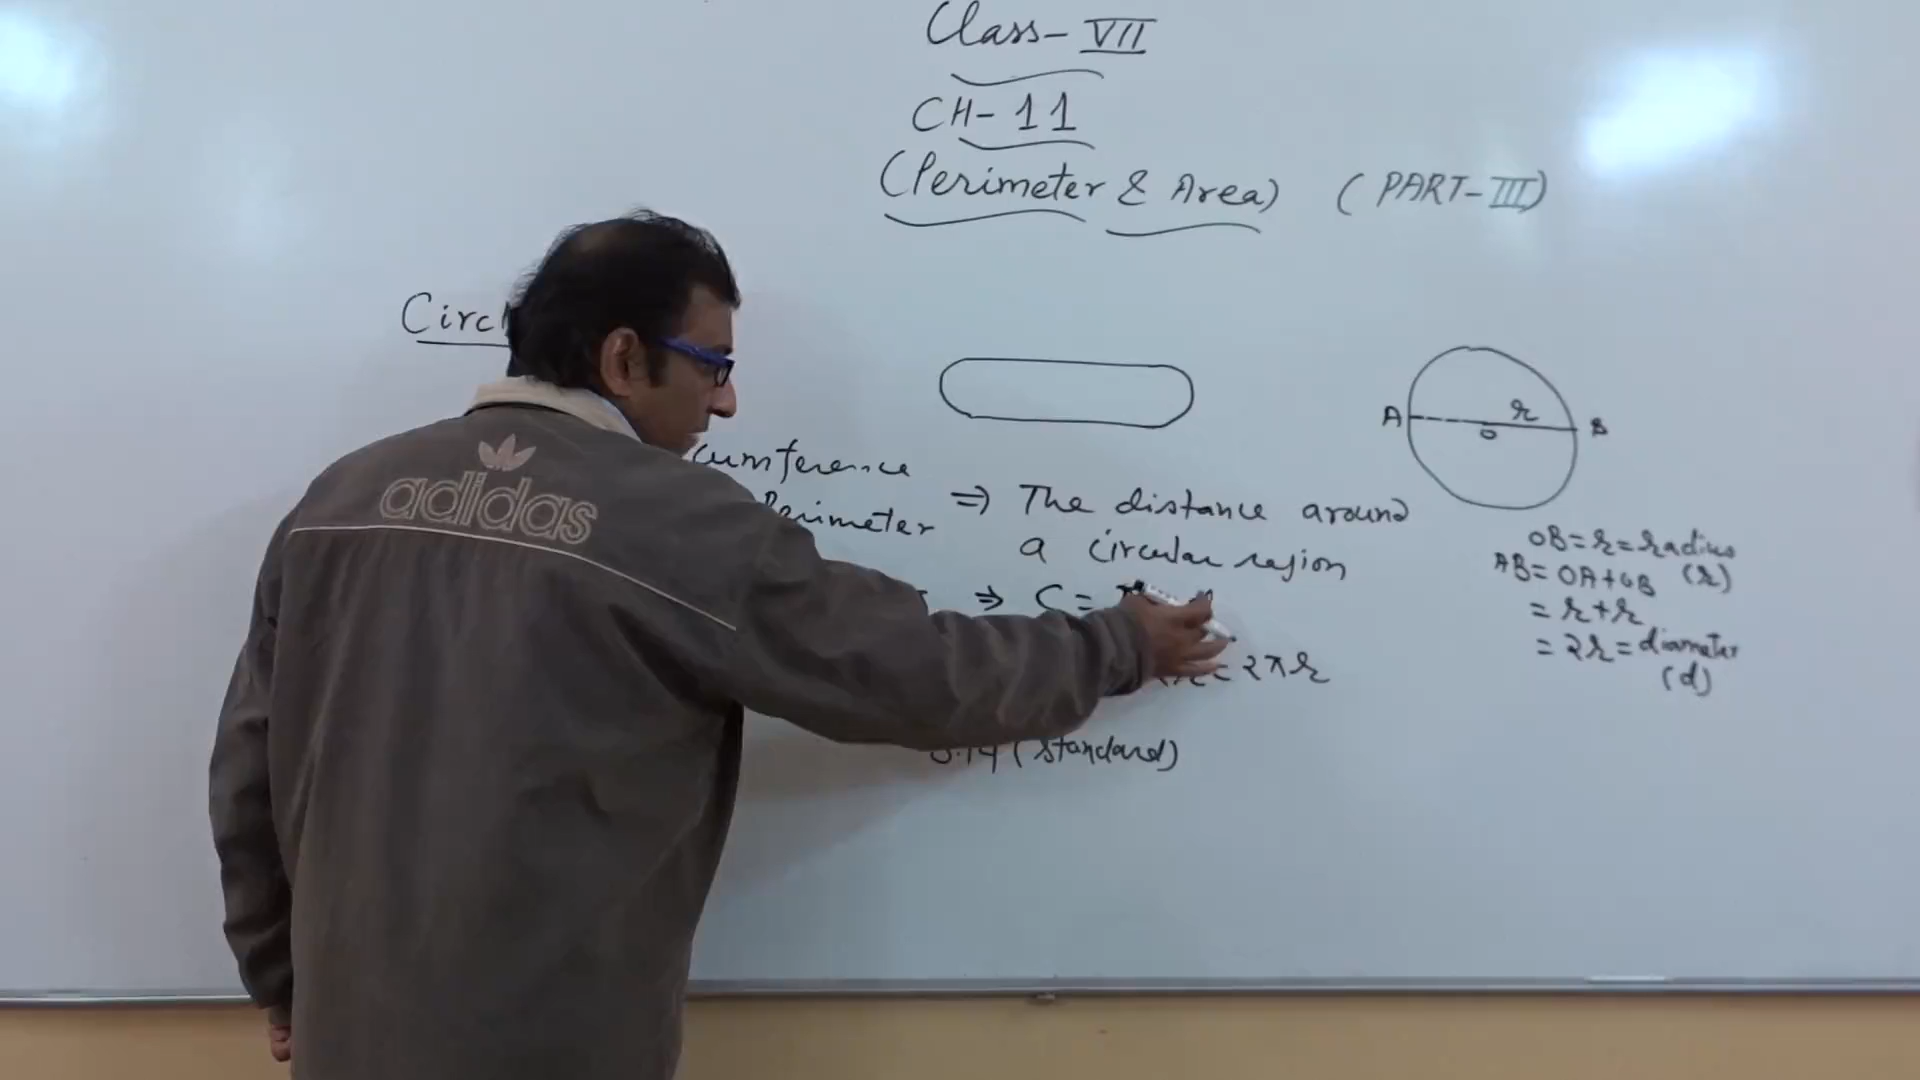 Class-VII
CH-11
(Perimeter & Area) (PART-III)
Circl
A O r B
cumference
Perimeter
⇒ The distance around
a circular region
⇒ C =
= 2πr
3.14 (standard)
OB = r = radius
(r)
AB = OA + OB
= r + r
= 2r = diameter
(d)
adidas